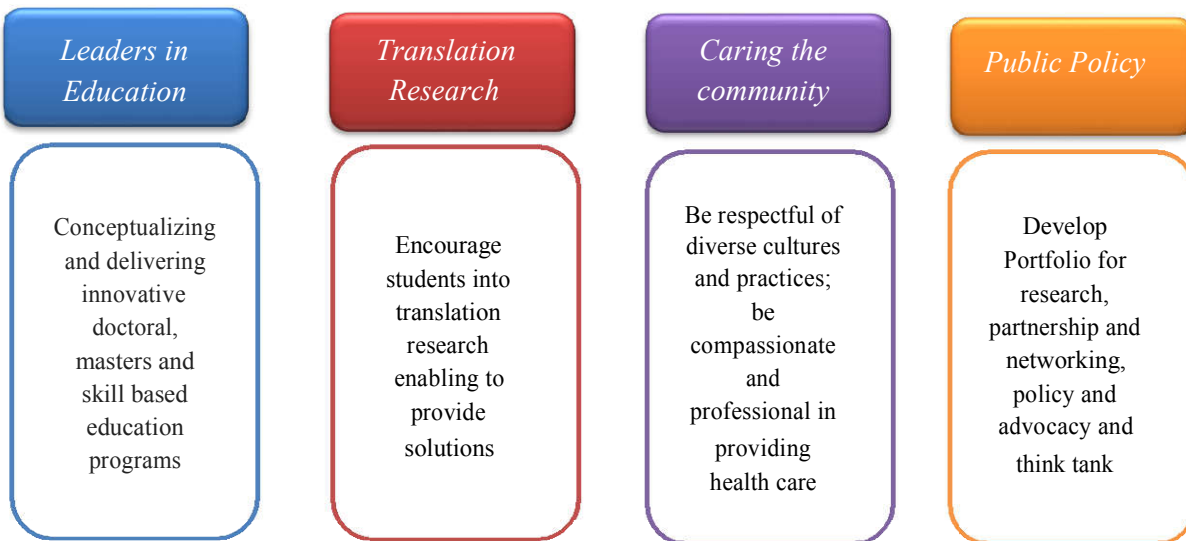 Leaders in
Education
Conceptualizing
and delivering
innovative
doctoral,
masters and
skill based
education
programs
Translation
Research
Encourage
students into
translation
research
enabling to
provide
solutions
Caring the
community
Be respectful of
diverse cultures
and practices;
be
compassionate
and
professional in
providing
health care
Public Policy
Develop
Portfolio for
research,
partnership and
networking,
policy and
advocacy and
think tank